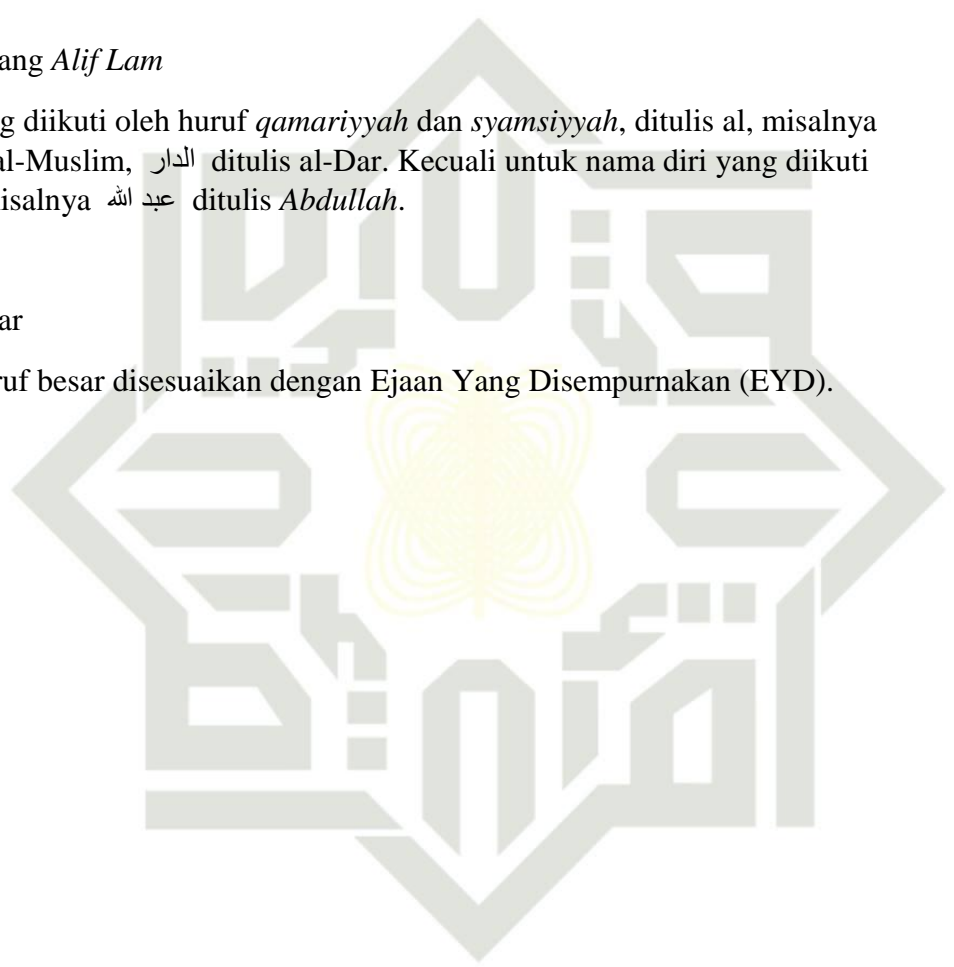 ang Alif Lam
g diikuti oleh huruf qamariyyah dan syamsiyyah, ditulis al, misalnya
al-Muslim, الدار ditulis al-Dar. Kecuali untuk nama diri yang diikuti
isalnya عبد الله ditulis Abdullah.
ar
ruf besar disesuaikan dengan Ejaan Yang Disempurnakan (EYD).